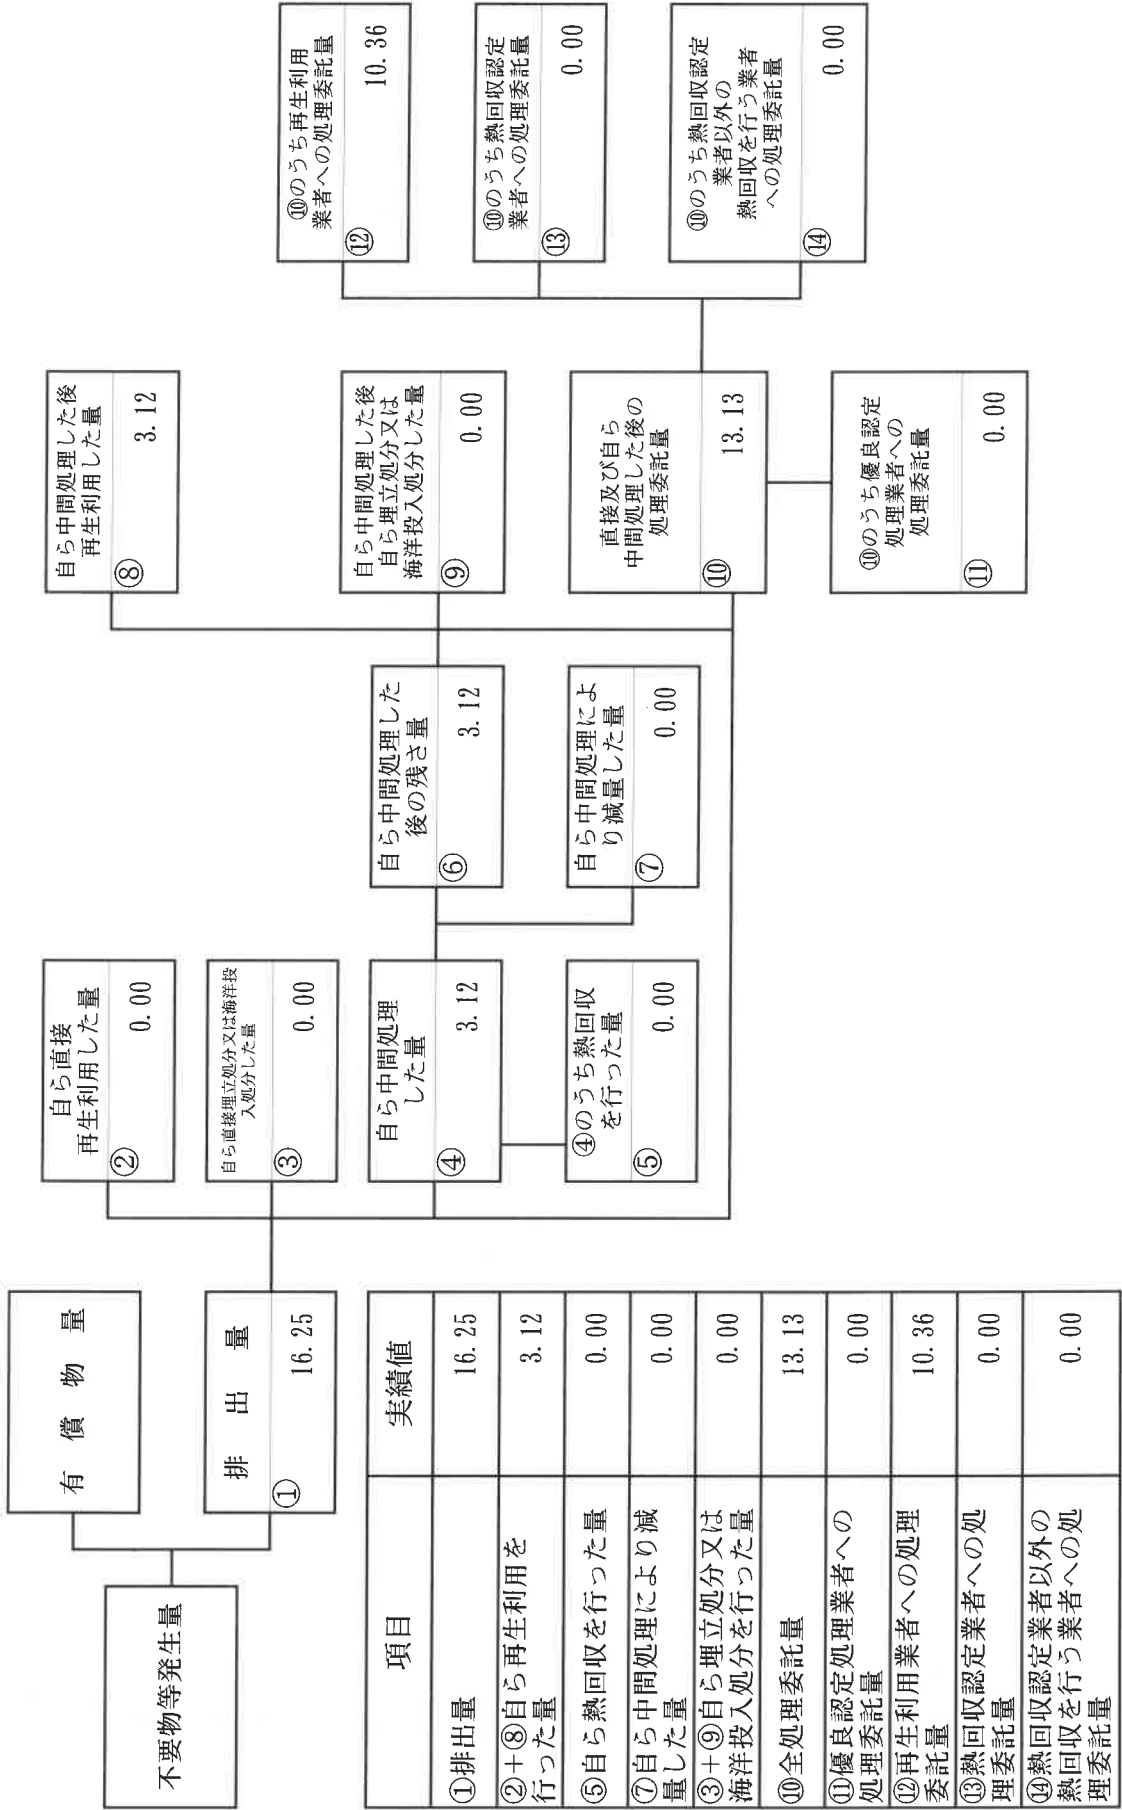 不要物等発生量
有償物量
排出量
① 16.25
自ら直接
再生利用した量
② 0.00
自ら直接埋立処分又は海洋投
入処分した量
③ 0.00
自ら中間処理
した量
④ 3.12
④のうち熱回収
を行った量
⑤ 0.00
自ら中間処理した
後の残さ量
⑥ 3.12
自ら中間処理によ
り減量した量
⑦ 0.00
自ら中間処理した後
再生利用した量
⑧ 3.12
自ら中間処理した後
自ら埋立処分又は
海洋投入処分した量
⑨ 0.00
直接及び自ら
中間処理した後の
処理委託量
⑩ 13.13
⑩のうち優良認定
処理業者への
処理委託量
⑪ 0.00
⑩のうち再生利用
業者への処理委託量
⑫ 10.36
⑩のうち熱回収認定
業者への処理委託量
⑬ 0.00
⑩のうち熱回収認定
業者以外の
熱回収を行う業者
への処理委託量
⑭ 0.00
項目 実績値
①排出量 16.25
②+⑧自ら再生利用を
行った量 3.12
⑤自ら熱回収を行った量 0.00
⑦自ら中間処理により減
量した量 0.00
③+⑨自ら埋立処分又は
海洋投入処分を行った量 0.00
⑩全処理委託量 13.13
⑪優良認定処理業者への
処理委託量 0.00
⑫再生利用業者への処理
委託量 10.36
⑬熱回収認定業者への処
理委託量 0.00
⑭熱回収認定業者以外の
熱回収を行う業者への処
理委託量 0.00